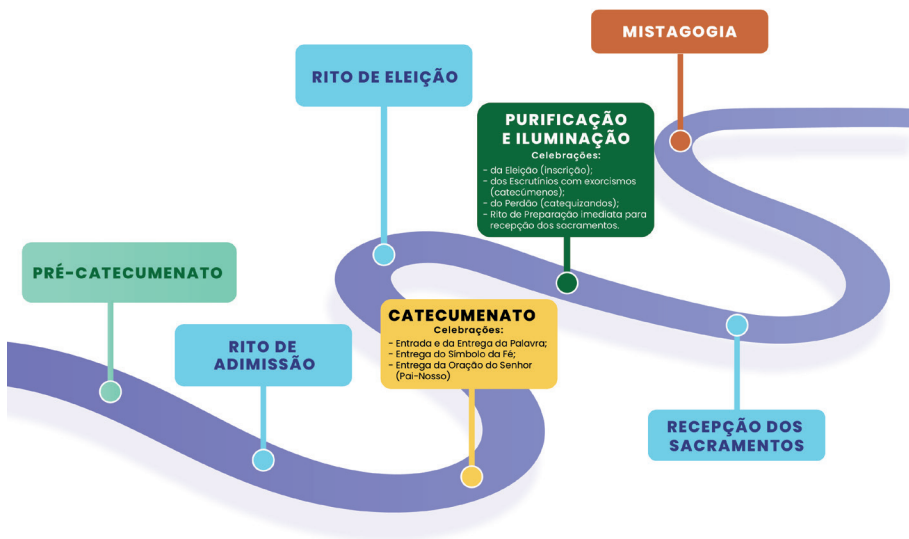 PRÉ-CATECUMENATO
RITO DE
ADIMISSÃO
CATECUMENATO
Celebrações:
- Entrada e da Entrega da Palavra;
- Entrega do Símbolo da Fé;
- Entrega da Oração do Senhor
(Pai-Nosso)
RITO DE ELEIÇÃO
PURIFICAÇÃO
E ILUMINAÇÃO
Celebrações:
- da Eleição (inscrição);
- dos Escrutínios com exorcismos
(catecúmenos);
- do Perdão (catequizandos);
- Rito de Preparação imediata para
recepção dos sacramentos.
RECEPÇÃO DOS
SACRAMENTOS
MISTAGOGIA